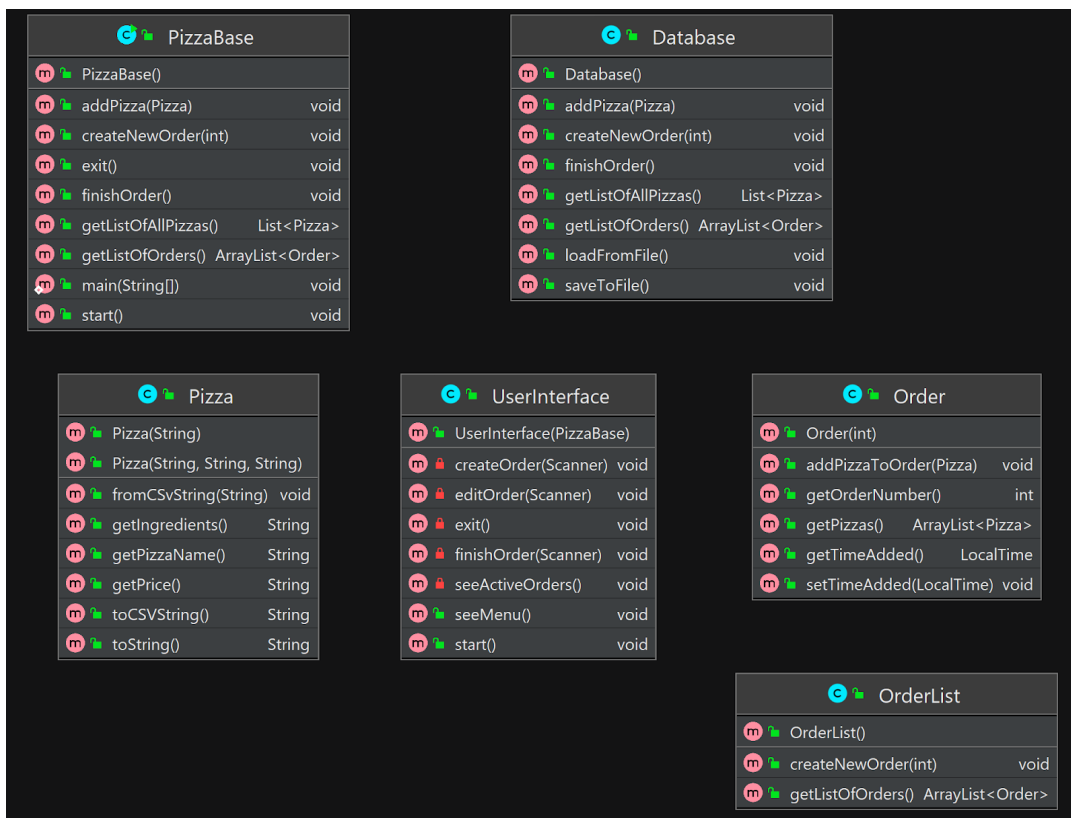 PizzaBase
PizzaBase()
addPizza(Pizza) void
createNewOrder(int) void
exit() void
finishOrder() void
getListOfAllPizzas() List<Pizza>
getListOfOrders() ArrayList<Order>
main(String[]) void
start() void
Database
Database()
addPizza(Pizza) void
createNewOrder(int) void
finishOrder() void
getListOfAllPizzas() List<Pizza>
getListOfOrders() ArrayList<Order>
loadFromFile() void
saveToFile() void
Pizza
Pizza(String)
Pizza(String, String, String)
fromCSvString(String) void
getIngredients() String
getPizzaName() String
getPrice() String
toCSVString() String
toString() String
UserInterface
UserInterface(PizzaBase)
createOrder(Scanner) void
editOrder(Scanner) void
exit() void
finishOrder(Scanner) void
seeActiveOrders() void
seeMenu() void
start() void
Order
Order(int)
addPizzaToOrder(Pizza) void
getOrderNumber() int
getPizzas() ArrayList<Pizza>
getTimeAdded() LocalTime
setTimeAdded(LocalTime) void
OrderList
OrderList()
createNewOrder(int) void
getListOfOrders() ArrayList<Order>